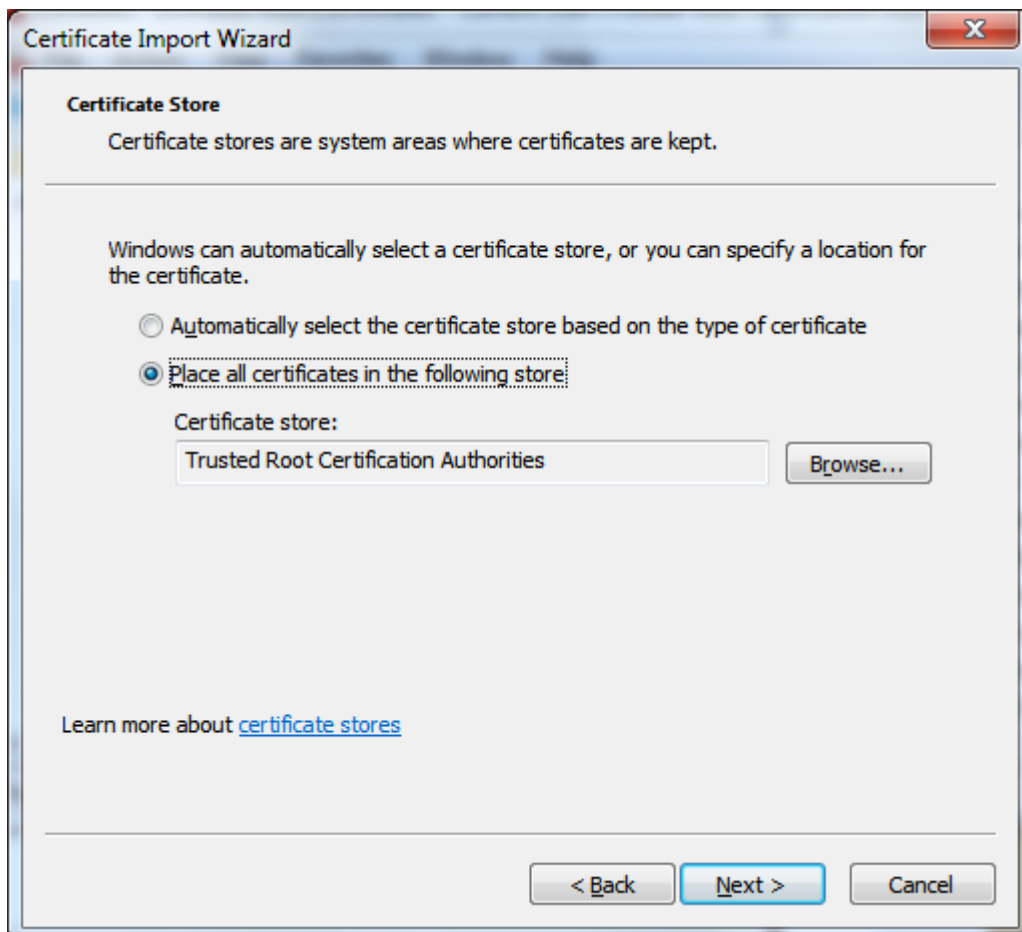 Certificate Import Wizard
Certificate Store
Certificate stores are system areas where certificates are kept.
Windows can automatically select a certificate store, or you can specify a location for
the certificate.
Automatically select the certificate store based on the type of certificate
Place all certificates in the following store
Certificate store:
Trusted Root Certification Authorities
Browse...
Learn more about certificate stores
< Back
Next >
Cancel